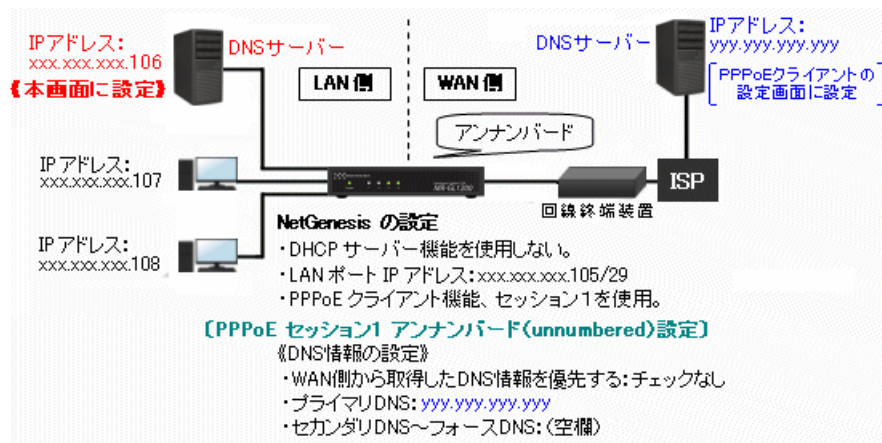 IPアドレス:
xxx.xxx.xxx.106
《本画面に設定》
DNSサーバー
LAN側
WAN側
DNSサーバー
IPアドレス:
yyy.yyy.yyy.yyy
[PPPoEクライアントの
設定画面に設定]
アンナンバード
IPアドレス:
xxx.xxx.xxx.107
MR-GL1200
回線終端装置
ISP
IPアドレス:
xxx.xxx.xxx.108
NetGenesis の設定
・DHCP サーバー機能を使用しない。
・LAN ポート IP アドレス:xxx.xxx.xxx.105/29
・PPPoE クライアント機能、セッション1を使用。
〔PPPoE セッション1 アンナンバード(unnumbered)設定〕
《DNS情報の設定》
・WAN側から取得したDNS情報を優先する:チェックなし
・プライマリDNS:yyy.yyy.yyy.yyy
・セカンダリDNS～フォースDNS:(空欄)